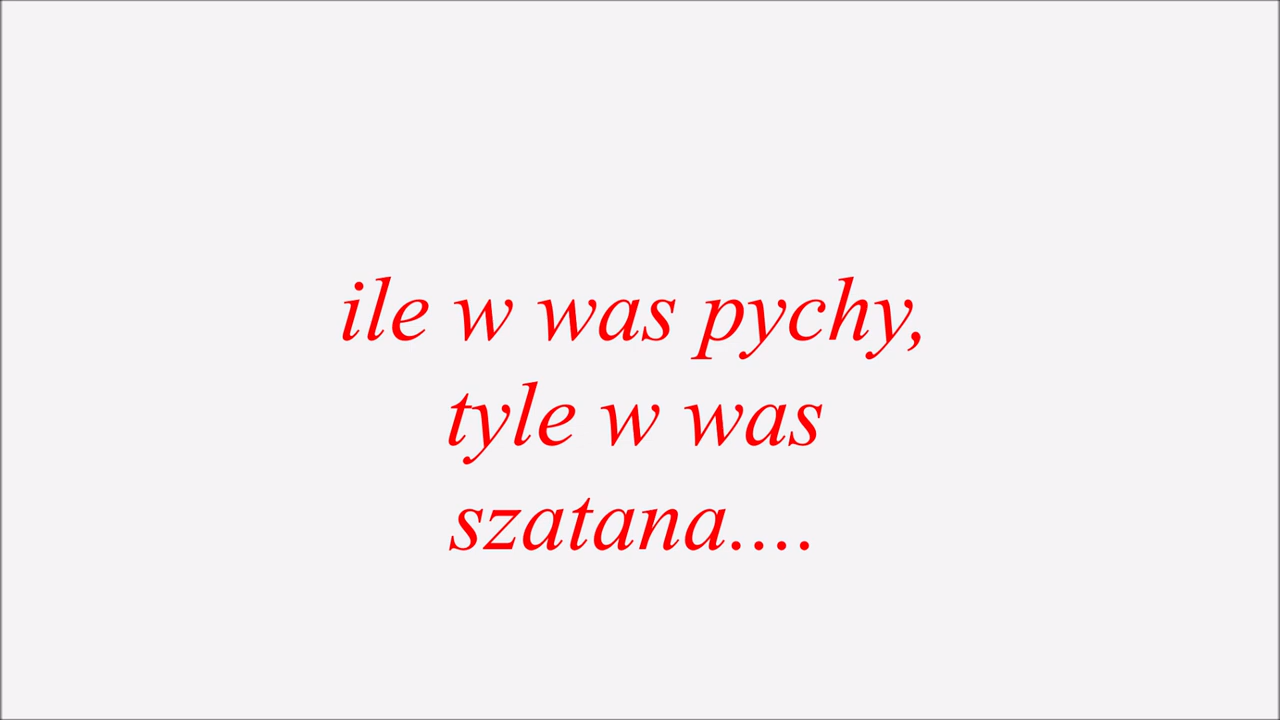 ile w was pychy,
tyle w was
szatana....